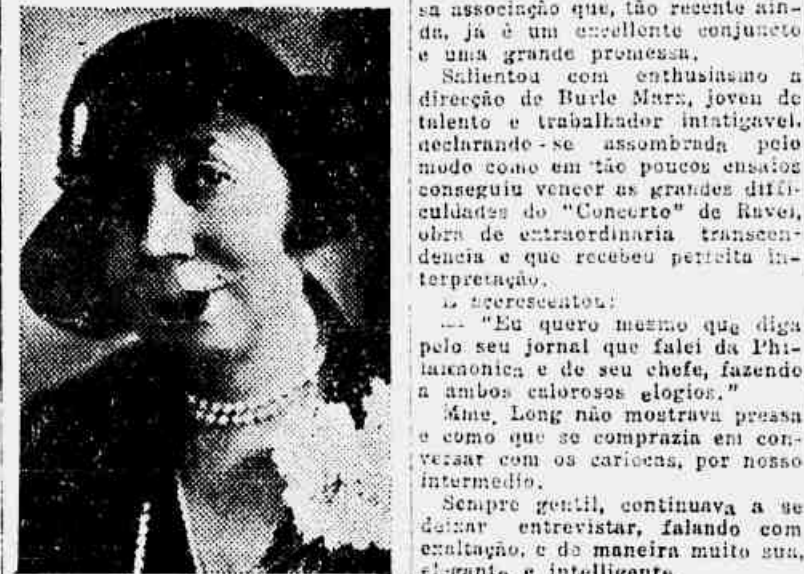 sa associação que, tão recente ain-
da, já é um excellente conjuncto
e uma grande promessa.
Salientou com enthusiasmo a
direcção de Burle Marx, joven de
talento e trabalhador infatigavel,
declarando-se assombrada pelo
modo como em tão poucos ensaios
conseguiu vencer as grandes diffi-
culdades do "Concerto" de Ravel,
obra de extraordinaria transcen-
dencia e que recebeu perfeita in-
terpretação.
E accrescentou:
— "Eu quero mesmo que diga
pelo seu jornal que falei da Phi-
larmonica e de seu chefe, fazendo
a ambos calorosos elogios."
Mme. Long não mostrava pressa
e como que se comprazia em con-
versar com os cariocas, por nosso
intermedio.
Sempre gentil, continuava a se
deixar entrevistar, falando com
exaltação, e de maneira muito sua,
elegante e intelligente